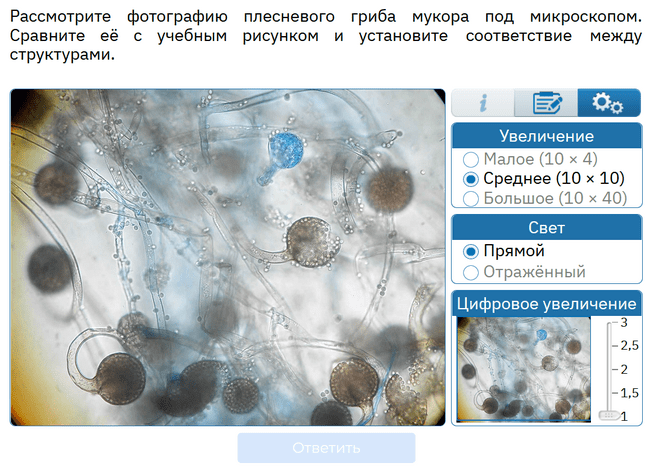 Рассмотрите фотографию плесневого гриба мукора под микроскопом.
Сравните её с учебным рисунком и установите соответствие между
структурами.
i
Увеличение
Малое (10 × 4)
Среднее (10 × 10)
Большое (10 × 40)
Свет
Прямой
Отражённый
Цифровое увеличение
3
2,5
2
1,5
1
Ответить